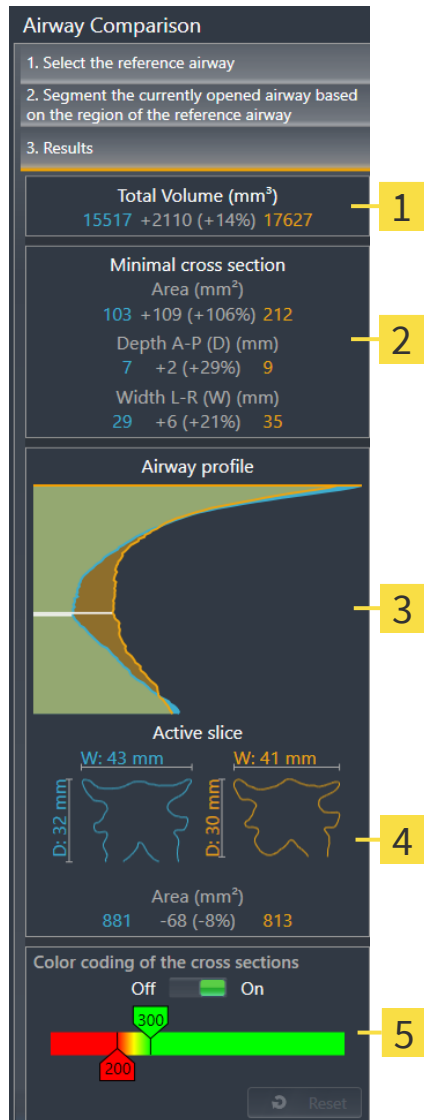 Airway Comparison
1. Select the reference airway
2. Segment the currently opened airway based
on the region of the reference airway
3. Results
Total Volume (mm³)
15517 +2110 (+14%) 17627
1
Minimal cross section
Area (mm²)
103 +109 (+106%) 212
2
Depth A-P (D) (mm)
7 +2 (+29%) 9
Width L-R (W) (mm)
29 +6 (+21%) 35
Airway profile
3
Active slice
W: 43 mm W: 41 mm
D: 32 mm D: 30 mm
4
Area (mm²)
881 -68 (-8%) 813
Color coding of the cross sections
Off On
300
5
200
Reset